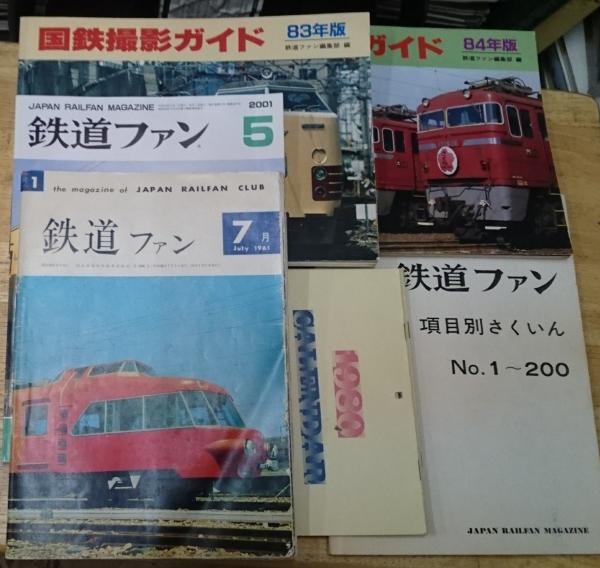 国鉄撮影ガイド 83年版
鉄道ファン編集部 編
ガイド 84年版
鉄道ファン編集部 編
JAPAN RAILFAN MAGAZINE 2001
鉄道ファン 5
1
the magazine of JAPAN RAILFAN CLUB
鉄道ファン
7月
July 1961
1980
CALENDAR
鉄道ファン
項目別さくいん
No.1～200
JAPAN RAILFAN MAGAZINE